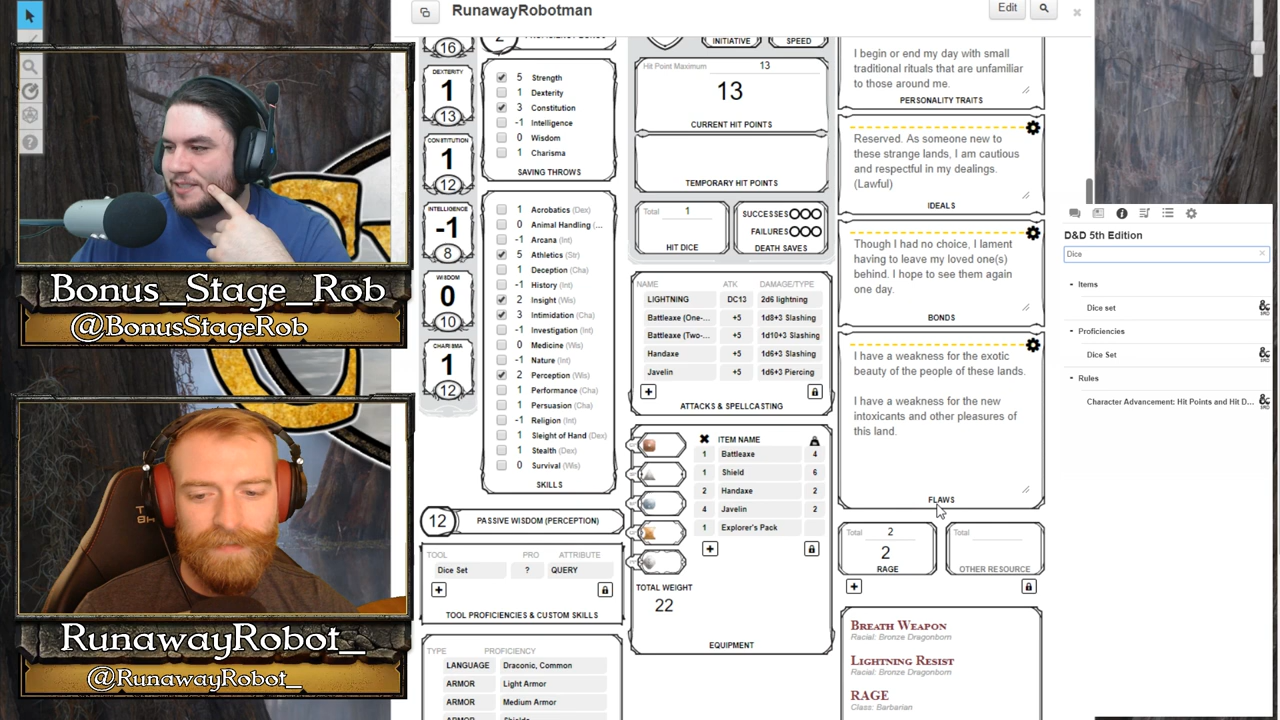 RunawayRobotman
Edit
16
2
DEXTERITY
1
13
CONSTITUTION
1
12
INTELLIGENCE
-1
8
WISDOM
0
10
CHARISMA
1
12
5 Strength
1 Dexterity
3 Constitution
-1 Intelligence
0 Wisdom
1 Charisma
SAVING THROWS
1 Acrobatics (Dex)
0 Animal Handling (...
-1 Arcana (Int)
5 Athletics (Str)
1 Deception (Cha)
-1 History (Int)
2 Insight (Wis)
3 Intimidation (Cha)
-1 Investigation (Int)
0 Medicine (Wis)
-1 Nature (Int)
2 Perception (Wis)
1 Performance (Cha)
1 Persuasion (Cha)
-1 Religion (Int)
1 Sleight of Hand (Dex)
1 Stealth (Dex)
0 Survival (Wis)
SKILLS
12 PASSIVE WISDOM (PERCEPTION)
TOOL PRO ATTRIBUTE
Dice Set ? QUERY
+
TOOL PROFICIENCIES & CUSTOM SKILLS
TYPE PROFICIENCY
LANGUAGE Draconic, Common
ARMOR Light Armor
ARMOR Medium Armor
INITIATIVE SPEED
Hit Point Maximum 13
13
CURRENT HIT POINTS
TEMPORARY HIT POINTS
Total 1
HIT DICE
SUCCESSES
FAILURES
DEATH SAVES
NAME ATK DAMAGE/TYPE
LIGHTNING DC13 2d6 lightning
Battleaxe (One-... +5 1d8+3 Slashing
Battleaxe (Two-... +5 1d10+3 Slashing
Handaxe +5 1d6+3 Slashing
Javelin +5 1d6+3 Piercing
+
ATTACKS & SPELLCASTING
ITEM NAME
1 Battleaxe 4
1 Shield 6
2 Handaxe 2
4 Javelin 2
1 Explorer's Pack
+
TOTAL WEIGHT
22
EQUIPMENT
I begin or end my day with small
traditional rituals that are unfamiliar
to those around me.
PERSONALITY TRAITS
Reserved. As someone new to
these strange lands, I am cautious
and respectful in my dealings.
(Lawful)
IDEALS
Though I had no choice, I lament
having to leave my loved one(s)
behind. I hope to see them again
one day.
BONDS
I have a weakness for the exotic
beauty of the people of these lands.
I have a weakness for the new
intoxicants and other pleasures of
this land.
FLAWS
Total 2
2
RAGE
Total
OTHER RESOURCE
+
BREATH WEAPON
Racial: Bronze Dragonborn
LIGHTNING RESIST
Racial: Bronze Dragonborn
RAGE
Class: Barbarian
D&D 5th Edition
Dice
Items
Dice set
Proficiencies
Dice Set
Rules
Character Advancement: Hit Points and Hit D...
Bonus_Stage_Rob
@BonusStageRob
RunawayRobot_
@RunawayRobot_